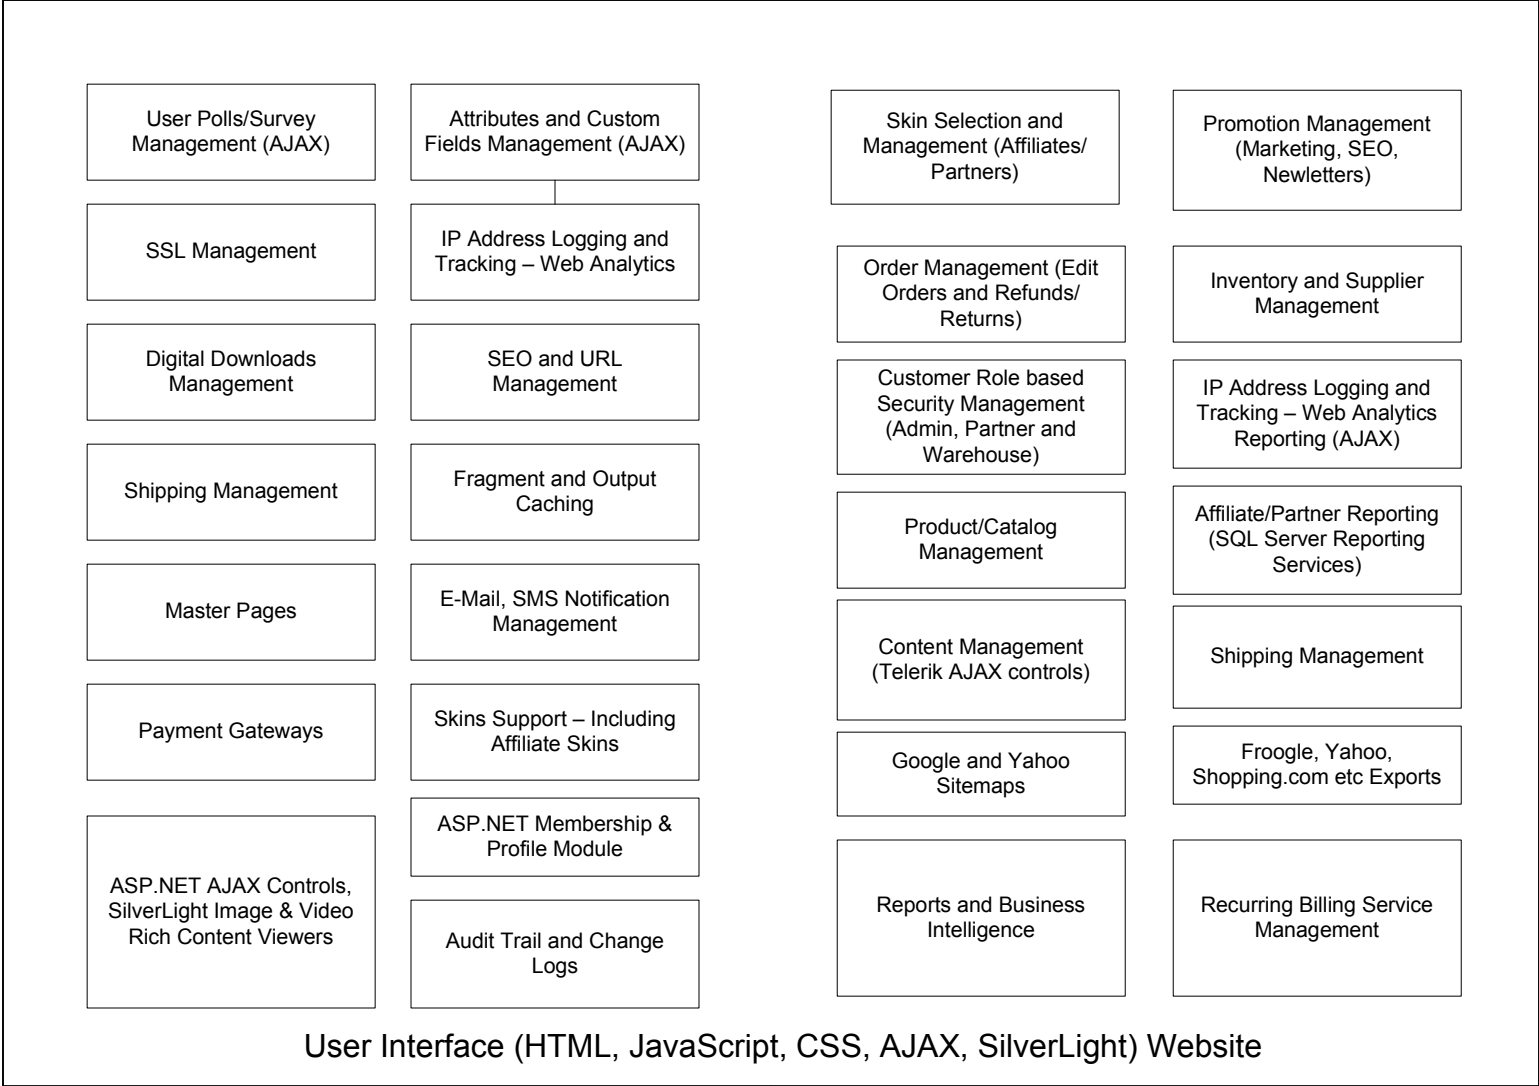 User Polls/Survey
Management (AJAX)
Attributes and Custom
Fields Management (AJAX)
SSL Management
IP Address Logging and
Tracking – Web Analytics
Digital Downloads
Management
SEO and URL
Management
Shipping Management
Fragment and Output
Caching
Master Pages
E-Mail, SMS Notification
Management
Payment Gateways
Skins Support – Including
Affiliate Skins
ASP.NET AJAX Controls,
SilverLight Image & Video
Rich Content Viewers
ASP.NET Membership &
Profile Module
Audit Trail and Change
Logs
Skin Selection and
Management (Affiliates/
Partners)
Promotion Management
(Marketing, SEO,
Newletters)
Order Management (Edit
Orders and Refunds/
Returns)
Inventory and Supplier
Management
Customer Role based
Security Management
(Admin, Partner and
Warehouse)
IP Address Logging and
Tracking – Web Analytics
Reporting (AJAX)
Product/Catalog
Management
Affiliate/Partner Reporting
(SQL Server Reporting
Services)
Content Management
(Telerik AJAX controls)
Shipping Management
Google and Yahoo
Sitemaps
Froogle, Yahoo,
Shopping.com etc Exports
Reports and Business
Intelligence
Recurring Billing Service
Management
User Interface (HTML, JavaScript, CSS, AJAX, SilverLight) Website